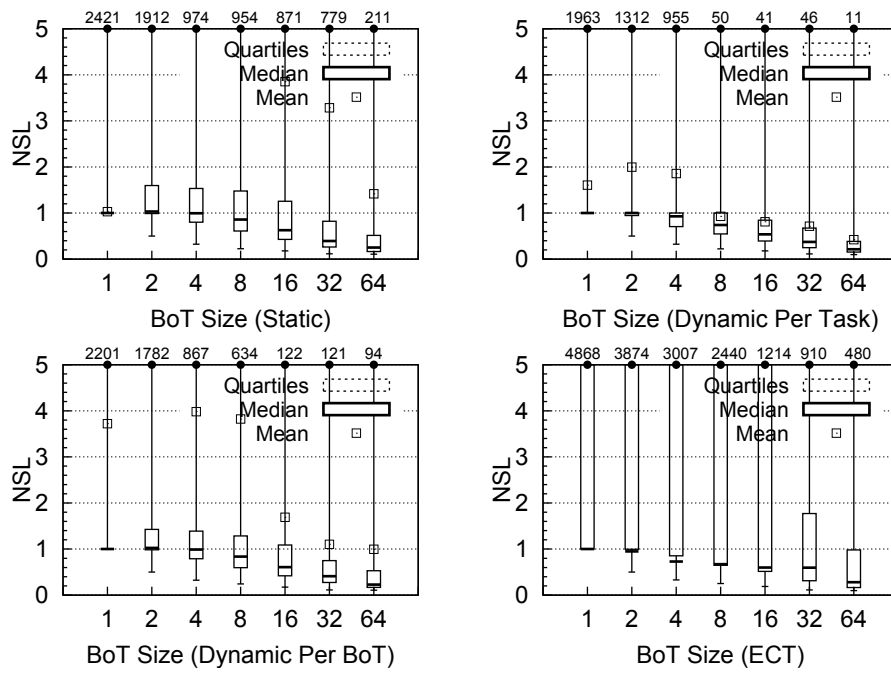 2421 1912 974 954 871 779 211
5
Quartiles
4
Median
Mean
3
NSL
2
1
0
1 2 4 8 16 32 64
BoT Size (Static)
1963 1312 955 50 41 46 11
5
Quartiles
4
Median
Mean
3
NSL
2
1
0
1 2 4 8 16 32 64
BoT Size (Dynamic Per Task)
2201 1782 867 634 122 121 94
5
Quartiles
4
Median
Mean
3
NSL
2
1
0
1 2 4 8 16 32 64
BoT Size (Dynamic Per BoT)
4868 3874 3007 2440 1214 910 480
5
Quartiles
4
Median
Mean
3
NSL
2
1
0
1 2 4 8 16 32 64
BoT Size (ECT)